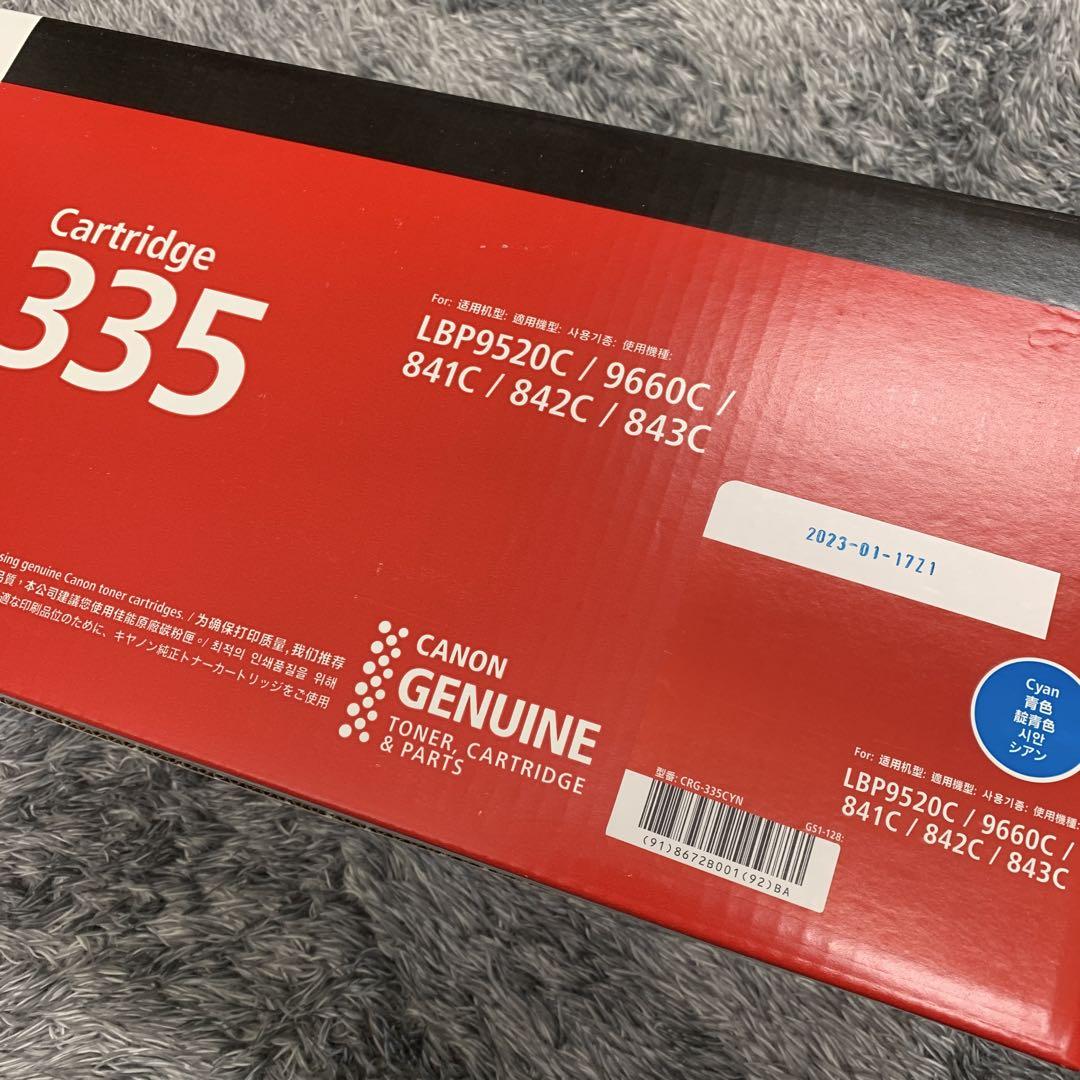 Cartridge
335
For: 适用机型: 適用機型: 사용기종: 使用機種:
LBP9520C / 9660C /
841C / 842C / 843C
2023-01-17Z1
Cyan
青色
靛青色
시안
シアン
using genuine Canon toner cartridges. / 为确保打印质量,我们推荐
品質，本公司建議您使用佳能原廠碳粉匣。/ 최적의 인쇄품질을 위해
適な印刷品位のために、キヤノン純正トナーカートリッジをご使用
CANON
GENUINE
TONER, CARTRIDGE
& PARTS
型番: CRG-335CYN
GS1-128:
(91)8672B001(92)BA
For: 适用机型: 適用機型: 사용기종: 使用機種:
LBP9520C / 9660C /
841C / 842C / 843C